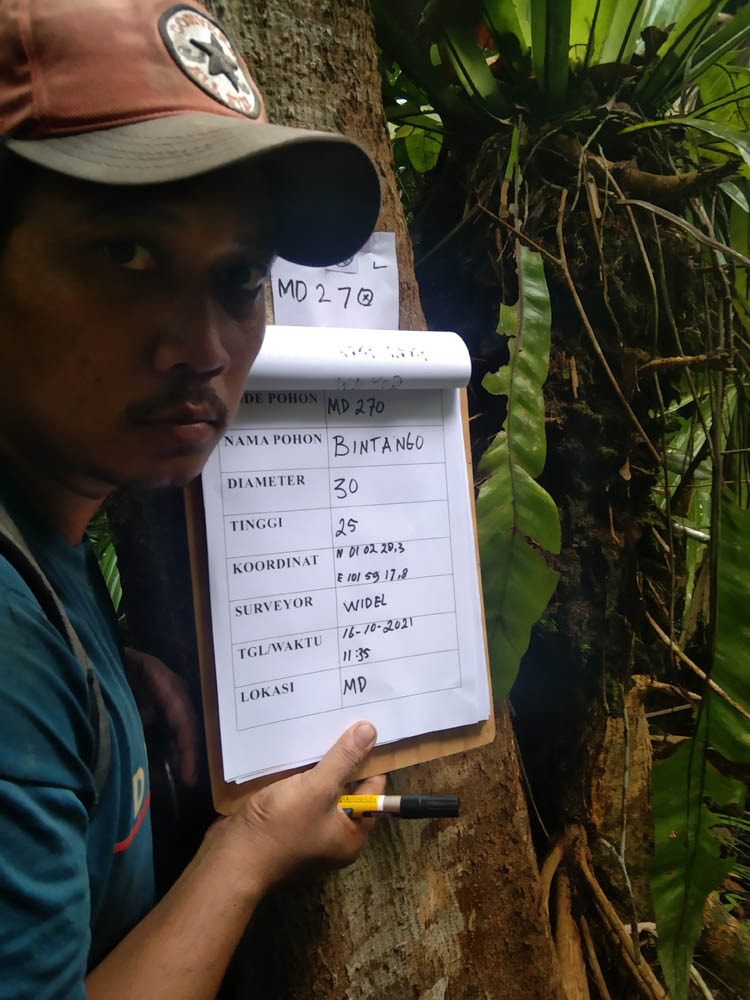 MD 270
DE POHON MD 270
NAMA POHON BINTANGO
DIAMETER 30
TINGGI 25
KOORDINAT N 01 02 28,3
E 101 59 17,8
SURVEYOR WIDEL
TGL/WAKTU 16-10-2021
11:35
LOKASI MD